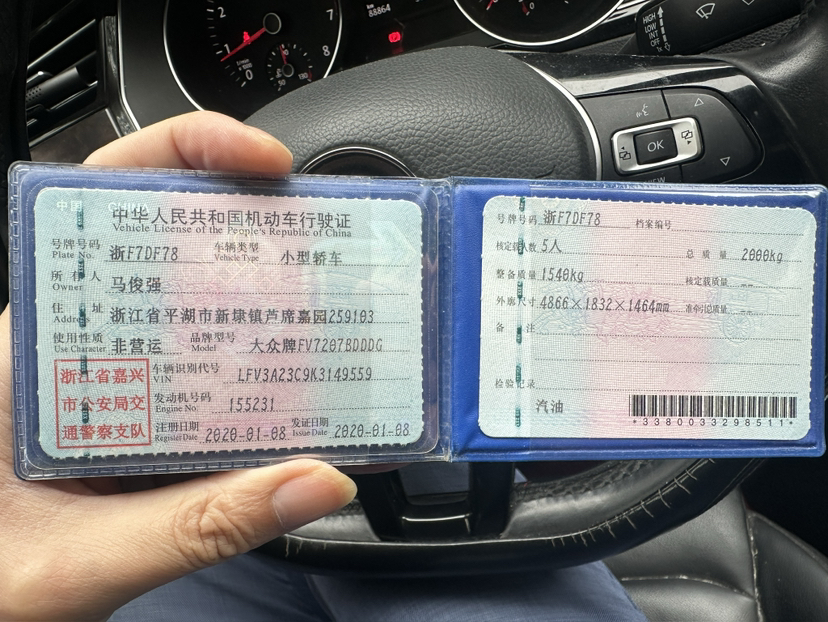 88864
HIGH
LOW
INT
OFF
1x
OK
VIEW
中国 CHINA
中华人民共和国机动车行驶证
Vehicle License of the People's Republic of China
号牌号码 浙F7DF78 车辆类型 小型轿车
Plate No. Vehicle Type
所有人 马俊强
Owner
住址 浙江省平湖市新埭镇芦席嘉园259103
Address
使用性质 非营运 品牌型号 大众牌FV7207BDDDG
Use Character Model
浙江省嘉兴
市公安局交
通警察支队
车辆识别代号 LFV3A23C9K3149559
VIN
发动机号码 155231
Engine No.
注册日期 2020-01-08 发证日期 2020-01-08
Register Date Issue Date
号牌号码 浙F7DF78 档案编号
核定载人数 5人 总质量 2000kg
整备质量 1540kg 核定载质量 --
外廓尺寸 4866×1832×1464mm 准牵引总质量 --
备注
检验记录
汽油
*3380033298511*